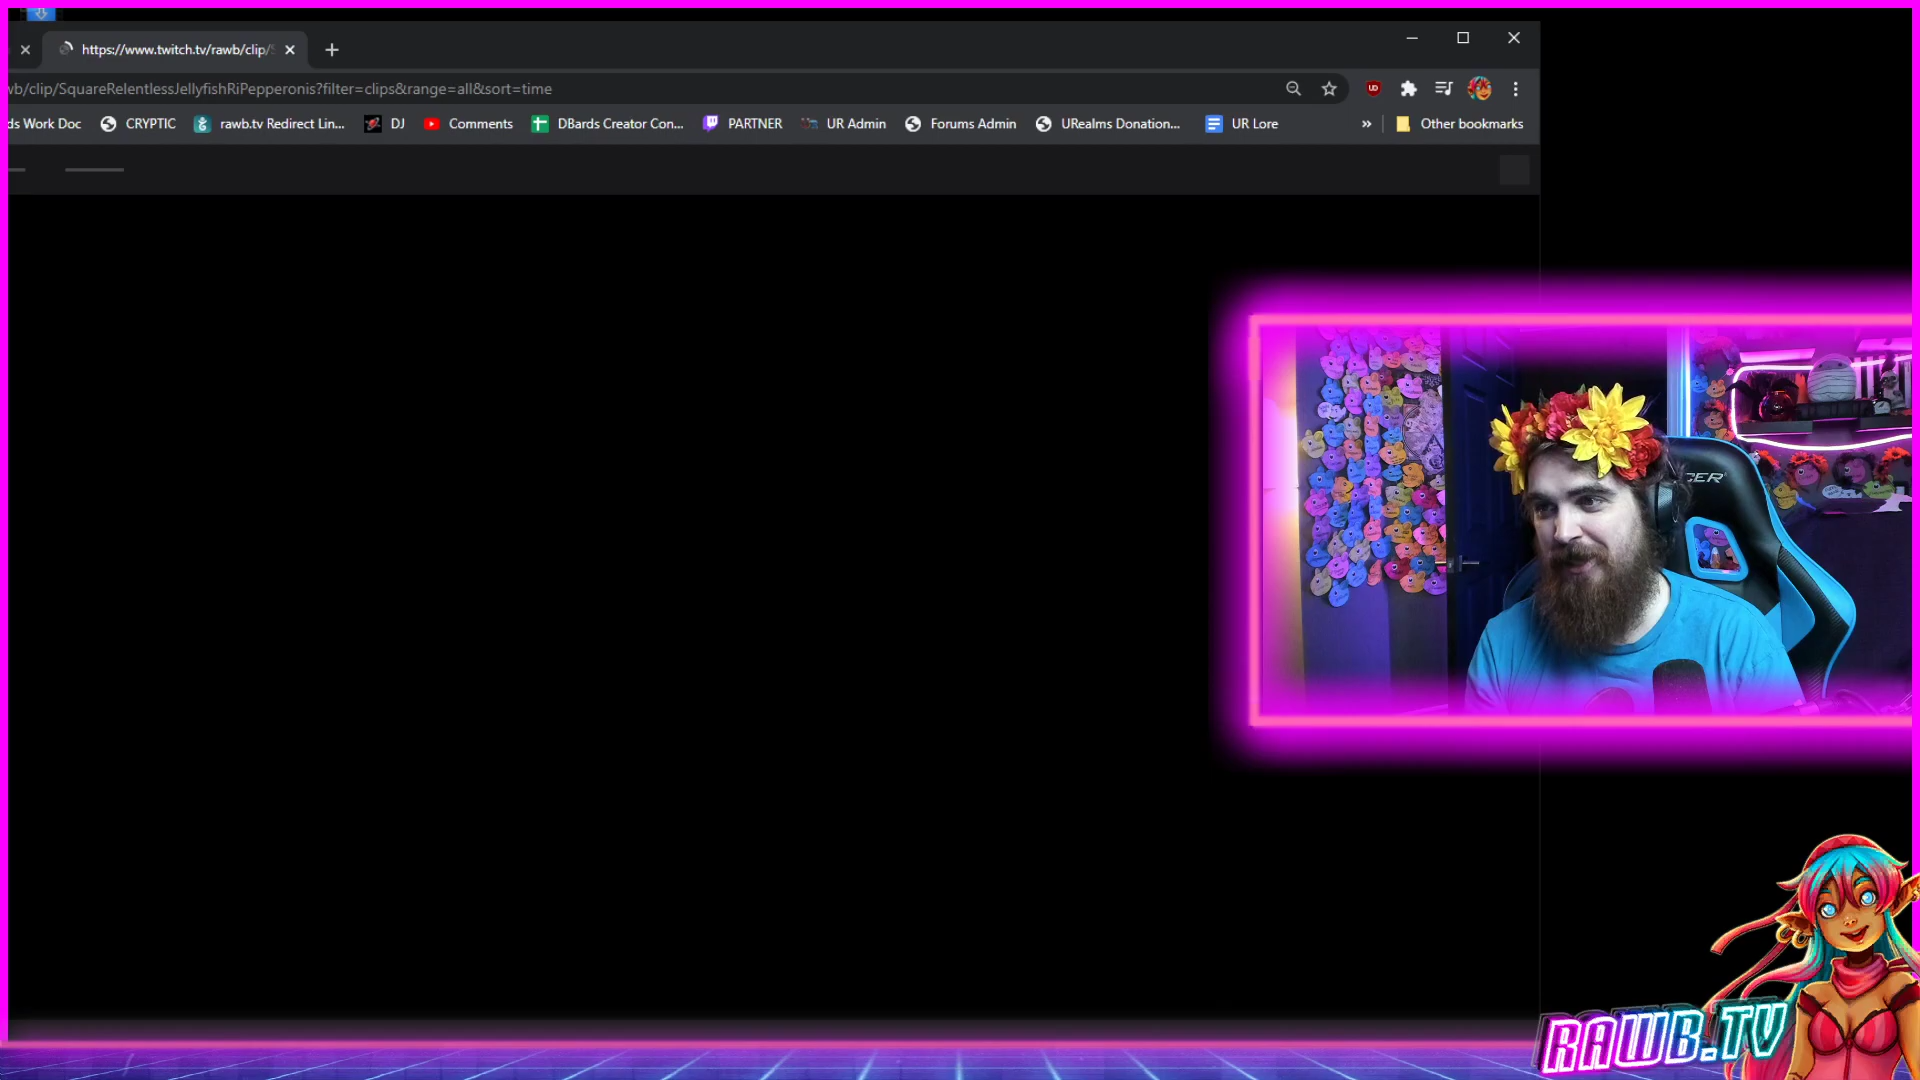 https://www.twitch.tv/rawb/clip/
wb/clip/SquareRelentlessJellyfishRiPepperonis?filter=clips&range=all&sort=time
ds Work Doc CRYPTIC rawb.tv Redirect Lin... DJ Comments DBards Creator Con... PARTNER UR Admin Forums Admin URealms Donation... UR Lore » Other bookmarks
CER
RAWB.TV